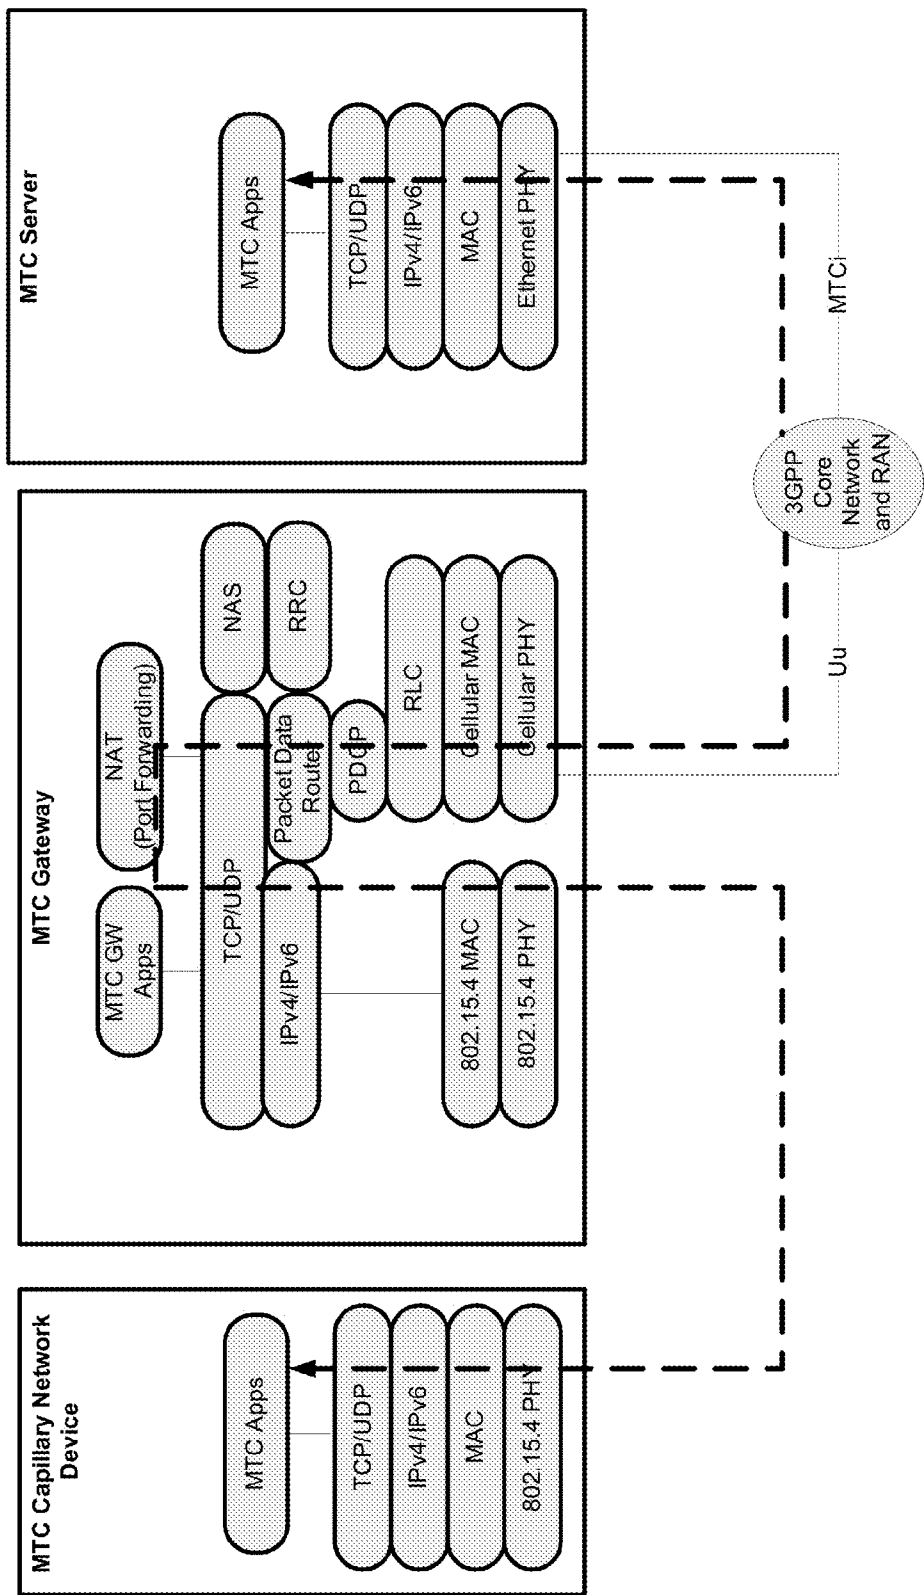 MTC Capillary Network
Device
MTC Apps
TCP/UDP
IPv4/IPv6
MAC
802.15.4 PHY
MTC Gateway
MTC GW
Apps
NAT
(Port Forwarding)
TCP/UDP
NAS
IPv4/IPv6
Packet Data
Router
RRC
PDCP
RLC
802.15.4 MAC
Cellular MAC
802.15.4 PHY
Cellular PHY
MTC Server
MTC Apps
TCP/UDP
IPv4/IPv6
MAC
Ethernet PHY
Uu
3GPP
Core
Network
and RAN
MTCi